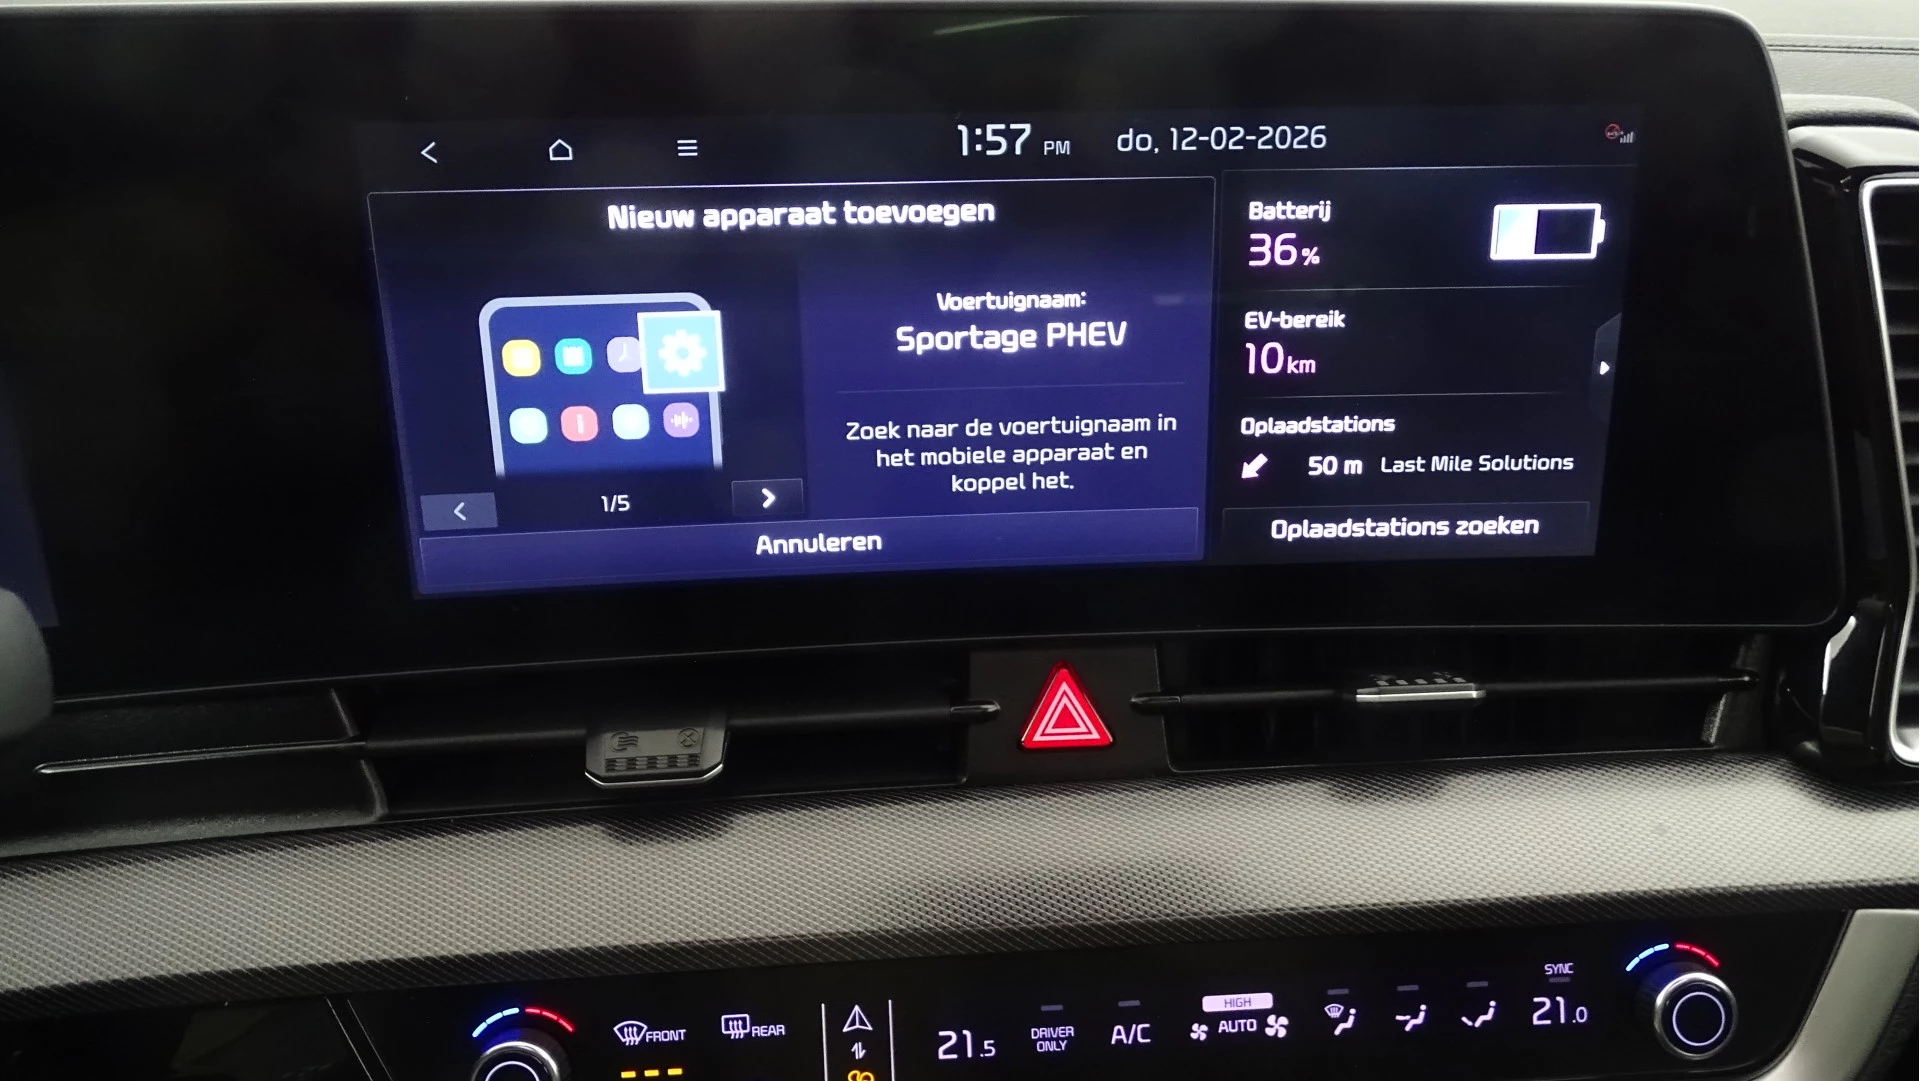 1:57 PM do, 12-02-2026
Nieuw apparaat toevoegen
Voertuignaam:
Sportage PHEV
Zoek naar de voertuignaam in
het mobiele apparaat en
koppel het.
1/5
Annuleren
Batterij
36%
EV-bereik
10 km
Oplaadstations
50 m Last Mile Solutions
Oplaadstations zoeken
FRONT
REAR
21.5
DRIVER
ONLY
A/C
HIGH
AUTO
SYNC
21.0